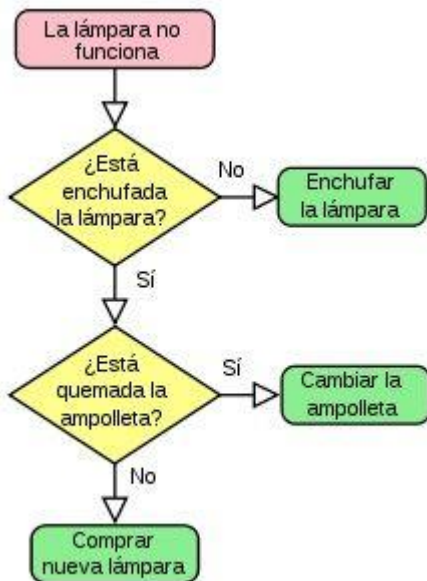 La lámpara no
funciona
¿Está
enchufada
la lámpara?
No
Enchufar
la lámpara
Sí
¿Está
quemada la
ampolleta?
Sí
Cambiar la
ampolleta
No
Comprar
nueva lámpara